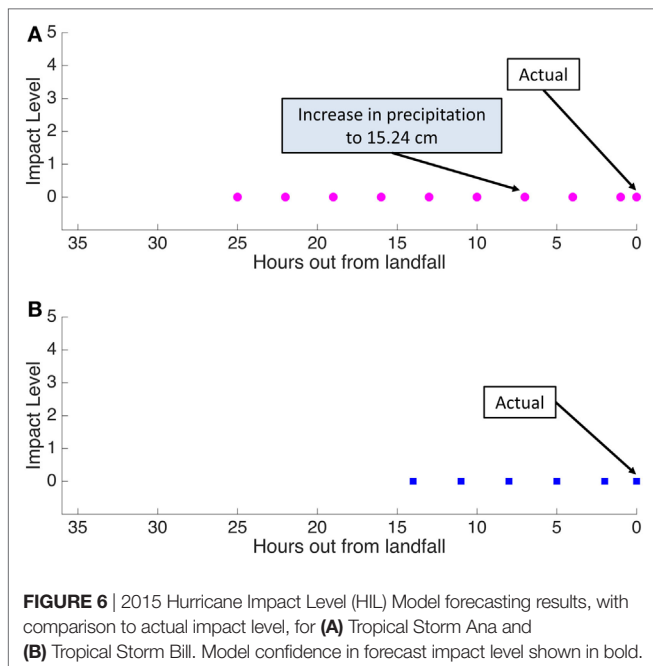 A
5
4
3
2
1
0
Impact Level
Actual
Increase in precipitation
to 15.24 cm
35 30 25 20 15 10 5 0
Hours out from landfall
B
5
4
3
2
1
0
Impact Level
Actual
35 30 25 20 15 10 5 0
Hours out from landfall
FIGURE 6 | 2015 Hurricane Impact Level (HIL) Model forecasting results, with
comparison to actual impact level, for (A) Tropical Storm Ana and
(B) Tropical Storm Bill. Model confidence in forecast impact level shown in bold.